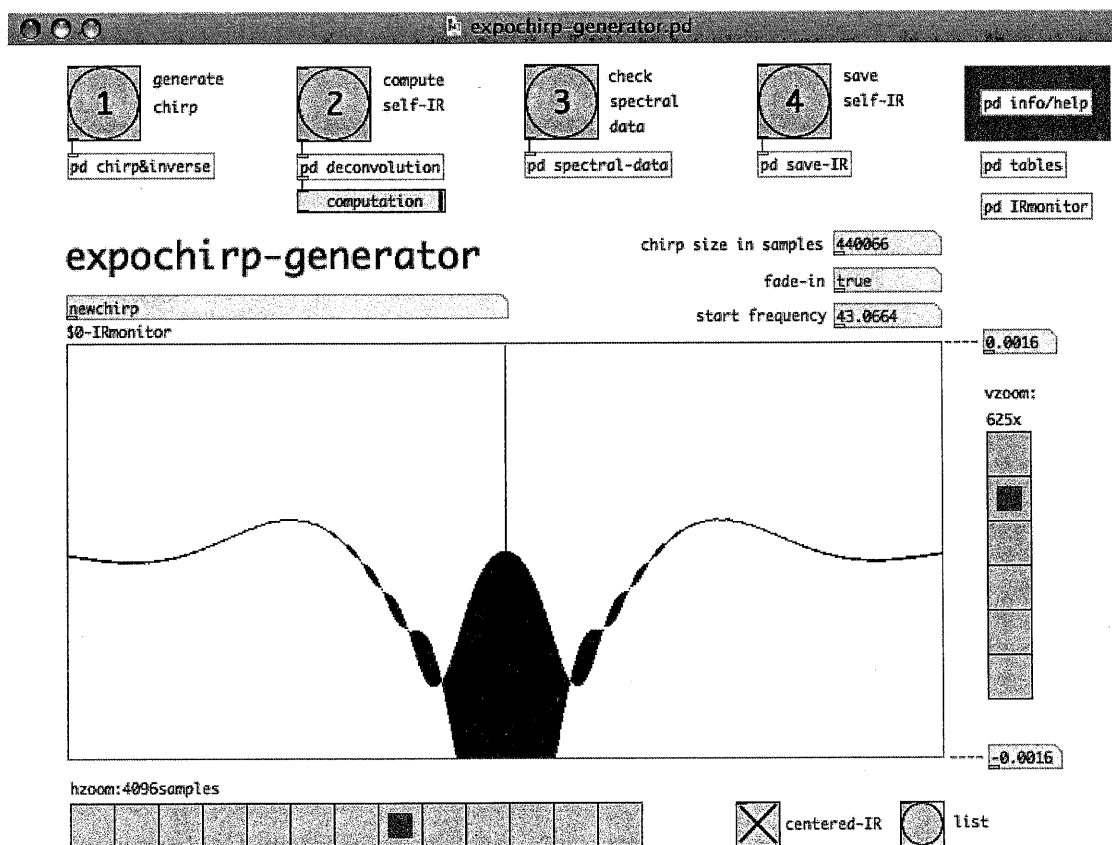 expochirp-generator.pd
1 generate chirp
2 compute self-IR
3 check spectral data
4 save self-IR
pd info/help
pd chirp&inverse
pd deconvolution
pd spectral-data
pd save-IR
pd tables
computation
pd IRmonitor
expochirp-generator
chirp size in samples 440066
fade-in true
newchirp
start frequency 43.0664
$0-IRmonitor
0.0016
vzoom:
625x
-0.0016
hzoom:4096samples
centered-IR
list